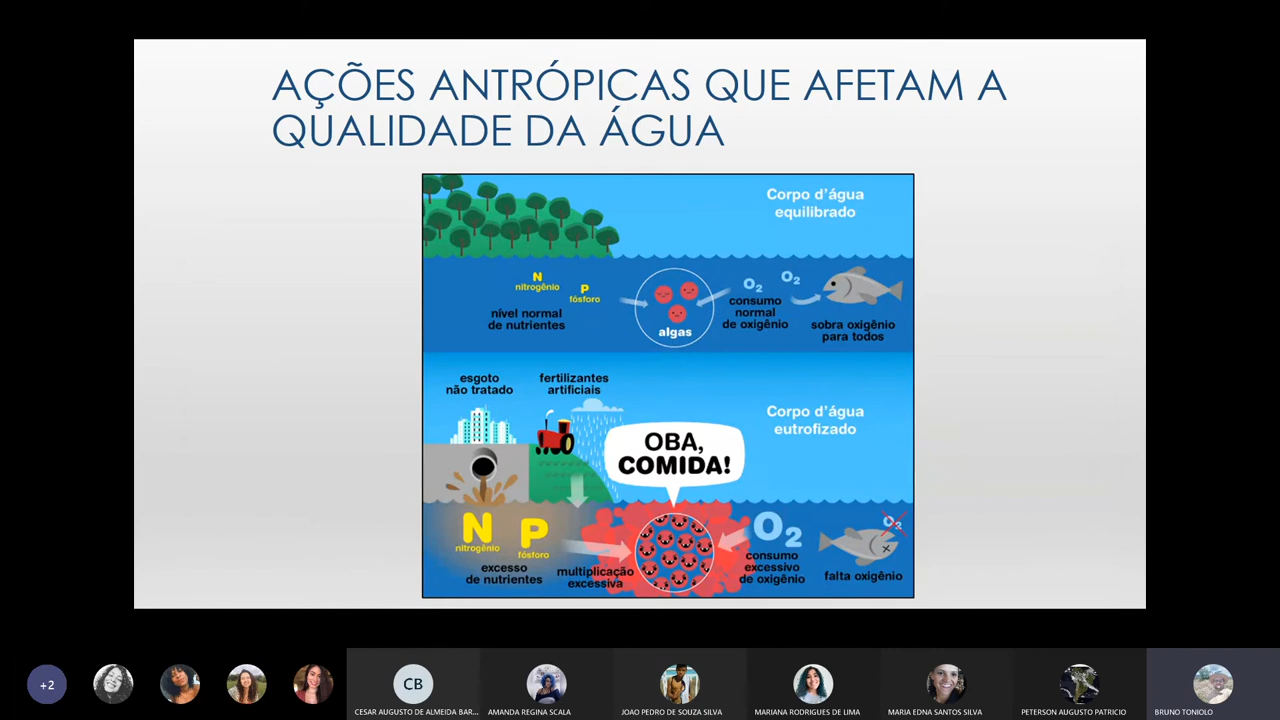 AÇÕES ANTRÓPICAS QUE AFETAM A
QUALIDADE DA ÁGUA
Corpo d'água
equilibrado
N
nitrogênio
P
fósforo
nível normal
de nutrientes
algas
O₂
O₂
consumo
normal
de oxigênio
sobra oxigênio
para todos
esgoto
não tratado
fertilizantes
artificiais
Corpo d'água
eutrofizado
OBA,
COMIDA!
N
nitrogênio
P
fósforo
excesso
de nutrientes
multiplicação
excessiva
O₂
consumo
excessivo
de oxigênio
O₂
falta oxigênio
+2
CB
CESAR AUGUSTO DE ALMEIDA BAR...
AMANDA REGINA SCALA
JOAO PEDRO DE SOUZA SILVA
MARIANA RODRIGUES DE LIMA
MARIA EDNA SANTOS SILVA
PETERSON AUGUSTO PATRICIO
BRUNO TONIOLO